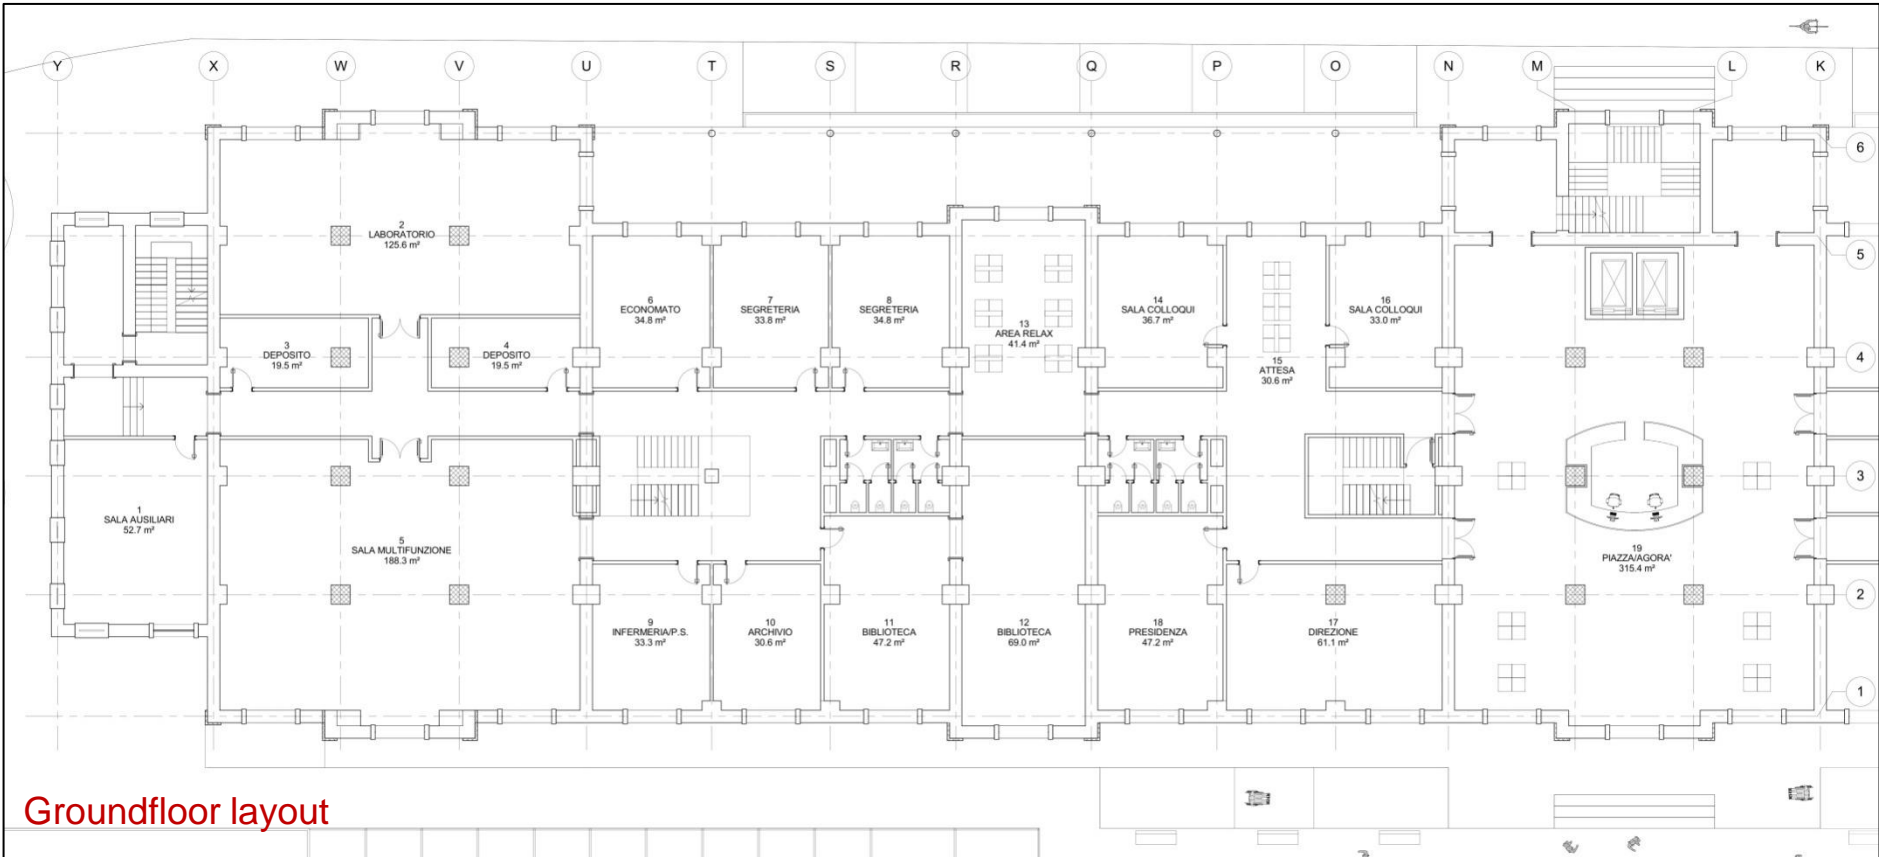 Y X W V U T S R Q P O N M L K
6
5
4
3
2
1
2
LABORATORIO
125.6 m²
3
DEPOSITO
19.5 m²
4
DEPOSITO
19.5 m²
6
ECONOMATO
34.8 m²
7
SEGRETERIA
33.8 m²
8
SEGRETERIA
34.8 m²
13
AREA RELAX
41.4 m²
14
SALA COLLOQUI
36.7 m²
15
ATTESA
30.6 m²
16
SALA COLLOQUI
33.0 m²
1
SALA AUSILIARI
52.7 m²
5
SALA MULTIFUNZIONE
188.3 m²
9
INFERMERIA/P.S.
33.3 m²
10
ARCHIVIO
30.6 m²
11
BIBLIOTECA
47.2 m²
12
BIBLIOTECA
69.0 m²
18
PRESIDENZA
47.2 m²
17
DIREZIONE
61.1 m²
19
PIAZZA/AGORA'
315.4 m²
Groundfloor layout